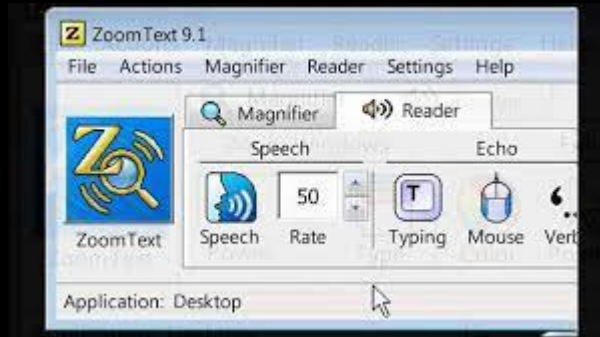 ZoomText 9.1
File Actions Magnifier Reader Settings Help
Magnifier Reader
Speech Echo
50
ZoomText Speech Rate Typing Mouse Verb
Application: Desktop